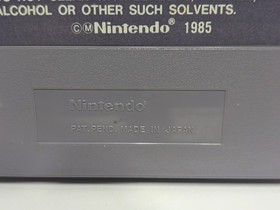 ALCOHOL OR OTHER SUCH SOLVENTS.
©Ⓜ Nintendo® 1985
Nintendo®
PAT. PEND. MADE IN JAPAN